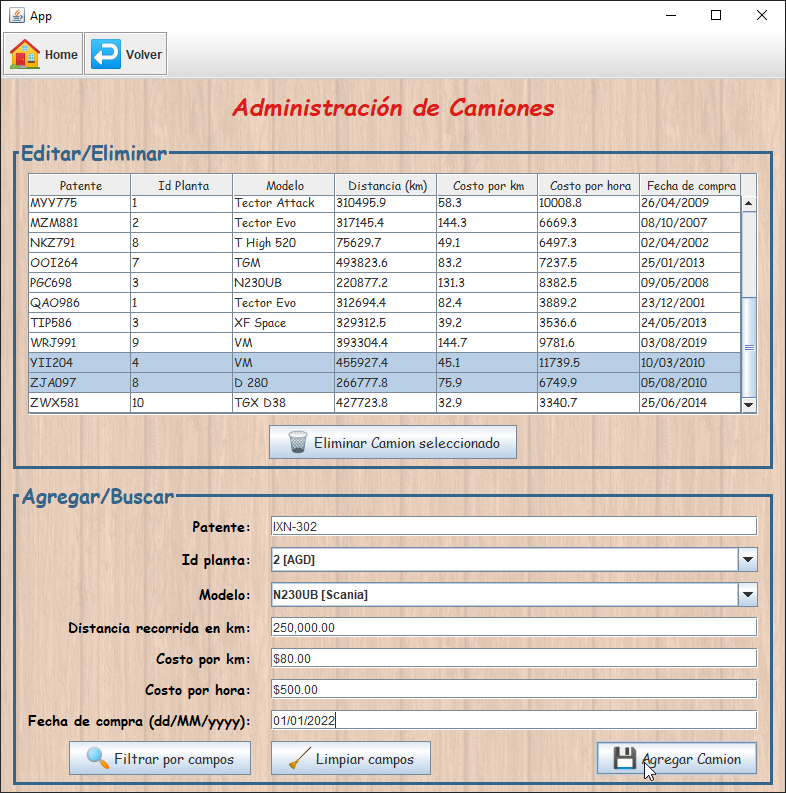 App
Home Volver
Administración de Camiones
Editar/Eliminar
Patente Id Planta Modelo Distancia (km) Costo por km Costo por hora Fecha de compra
MYY775 1 Tector Attack 310495.9 58.3 10008.8 26/04/2009
MZM881 2 Tector Evo 317145.4 144.3 6669.3 08/10/2007
NKZ791 8 T High 520 75629.7 49.1 6497.3 02/04/2002
OOI264 7 TGM 493823.6 83.2 7237.5 25/01/2013
PGC698 3 N230UB 220877.2 131.3 8382.5 09/05/2008
QAO986 1 Tector Evo 312694.4 82.4 3889.2 23/12/2001
TIP586 3 XF Space 329312.5 39.2 3536.6 24/05/2013
WRJ991 9 VM 393304.4 144.7 9781.6 03/08/2019
YII204 4 VM 455927.4 45.1 11739.5 10/03/2010
ZJA097 8 D 280 266777.8 75.9 6749.9 05/08/2010
ZWX581 10 TGX D38 427723.8 32.9 3340.7 25/06/2014
Eliminar Camion seleccionado
Agregar/Buscar
Patente: IXN-302
Id planta: 2 [AGD]
Modelo: N230UB [Scania]
Distancia recorrida en km: 250,000.00
Costo por km: $80.00
Costo por hora: $500.00
Fecha de compra (dd/MM/yyyy): 01/01/2022
Filtrar por campos Limpiar campos Agregar Camion